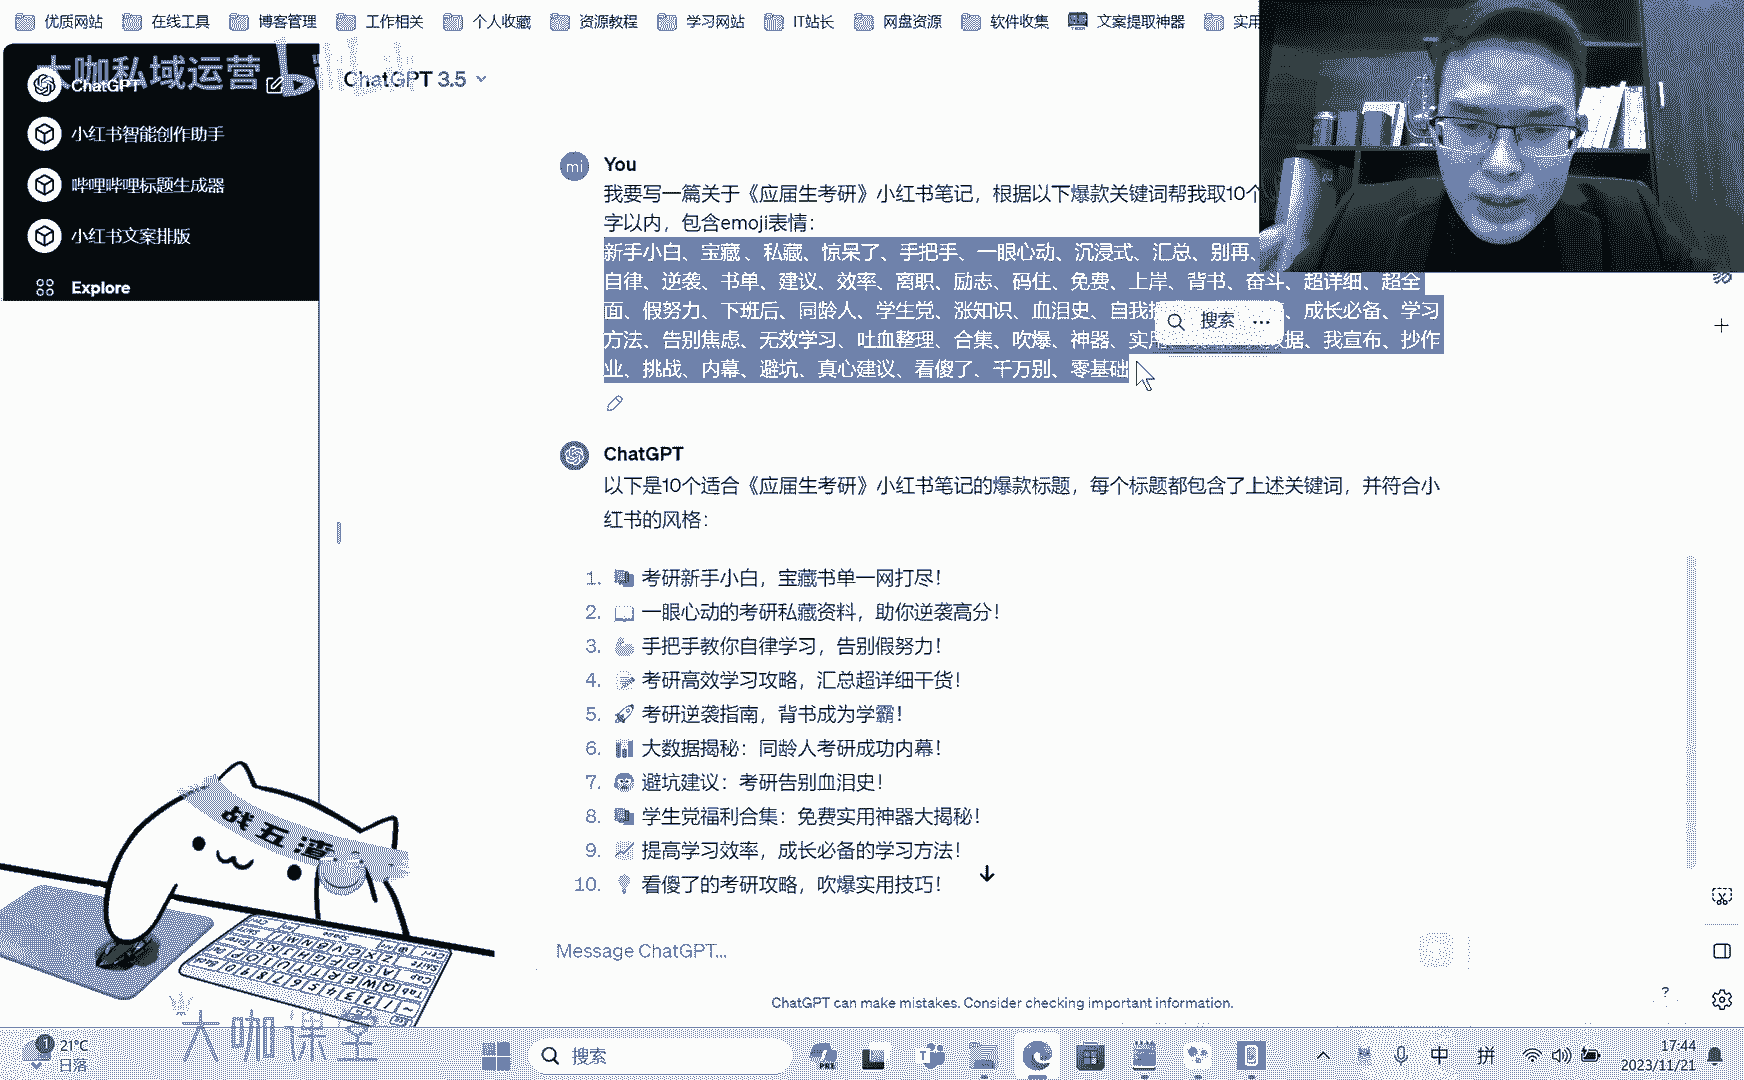 优质网站 在线工具 博客管理 工作相关 个人收藏 资源教程 学习网站 IT站长 网盘资源 软件收集 文案提取神器 实用
大咖私域运营 bilibili
ChatGPT
ChatGPT 3.5
小红书智能创作助手
哔哩哔哩标题生成器
小红书文案排版
Explore
mi
You
我要写一篇关于《应届生考研》小红书笔记，根据以下爆款关键词帮我取10个
字以内，包含emoji表情：
新手小白、宝藏 、私藏、惊呆了、手把手、一眼心动、沉浸式、汇总、别再、
自律、逆袭、书单、建议、效率、离职、励志、码住、免费、上岸、背书、奋斗、超详细、超全
面、假努力、下班后、同龄人、学生党、涨知识、血泪史、自我 、成长必备、学习
方法、告别焦虑、无效学习、吐血整理、合集、吹爆、神器、实用 据、我宣布、抄作
业、挑战、内幕、避坑、真心建议、看傻了、千万别、零基础
搜索 ...
ChatGPT
以下是10个适合《应届生考研》小红书笔记的爆款标题，每个标题都包含了上述关键词，并符合小
红书的风格：
1. 📚 考研新手小白，宝藏书单一网打尽！
2. 📖 一眼心动的考研私藏资料，助你逆袭高分！
3. 💪 手把手教你自律学习，告别假努力！
4. 📝 考研高效学习攻略，汇总超详细干货！
5. 🚀 考研逆袭指南，背书成为学霸！
6. 📊 大数据揭秘：同龄人考研成功内幕！
7. 避坑建议：考研告别血泪史！
8. 📚 学生党福利合集：免费实用神器大揭秘！
9. 📈 提高学习效率，成长必备的学习方法！
10. 💡 看傻了的考研攻略，吹爆实用技巧！
Message ChatGPT...
ChatGPT can make mistakes. Consider checking important information.
?
战五渣
大咖课堂
1
21°C
日落
搜索
PRE
中
拼
17:44
2023/11/21